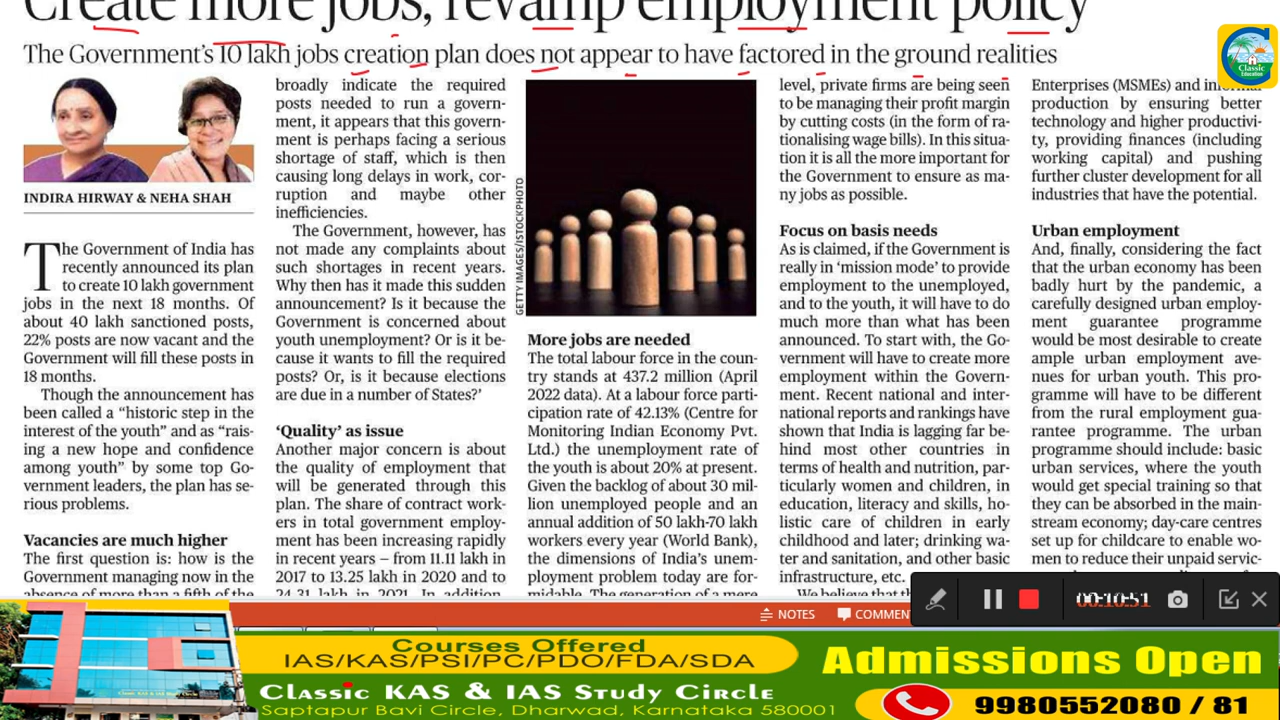 Create more jobs, revamp employment policy
The Government's 10 lakh jobs creation plan does not appear to have factored in the ground realities
INDIRA HIRWAY & NEHA SHAH
The Government of India has
recently announced its plan
to create 10 lakh government
jobs in the next 18 months. Of
about 40 lakh sanctioned posts,
22% posts are now vacant and the
Government will fill these posts in
18 months.
Though the announcement has
been called a “historic step in the
interest of the youth” and as “rais-
ing a new hope and confidence
among youth” by some top Go-
vernment leaders, the plan has se-
rious problems.
Vacancies are much higher
The first question is: how is the
Government managing now in the
absence of more than a fifth of the
broadly indicate the required
posts needed to run a govern-
ment, it appears that this govern-
ment is perhaps facing a serious
shortage of staff, which is then
causing long delays in work, cor-
ruption and maybe other
inefficiencies.
The Government, however, has
not made any complaints about
such shortages in recent years.
Why then has it made this sudden
announcement? Is it because the
Government is concerned about
youth unemployment? Or is it be-
cause it wants to fill the required
posts? Or, is it because elections
are due in a number of States?’
‘Quality’ as issue
Another major concern is about
the quality of employment that
will be generated through this
plan. The share of contract work-
ers in total government employ-
ment has been increasing rapidly
in recent years – from 11.11 lakh in
2017 to 13.25 lakh in 2020 and to
24.31 lakh in 2021. In addition,
GETTY IMAGES/ISTOCKPHOTO
More jobs are needed
The total labour force in the coun-
try stands at 437.2 million (April
2022 data). At a labour force parti-
cipation rate of 42.13% (Centre for
Monitoring Indian Economy Pvt.
Ltd.) the unemployment rate of
the youth is about 20% at present.
Given the backlog of about 30 mil-
lion unemployed people and an
annual addition of 50 lakh-70 lakh
workers every year (World Bank),
the dimensions of India’s unem-
ployment problem today are for-
midable. The generation of a mere
level, private firms are being seen
to be managing their profit margin
by cutting costs (in the form of ra-
tionalising wage bills). In this situa-
tion it is all the more important for
the Government to ensure as ma-
ny jobs as possible.
Focus on basis needs
As is claimed, if the Government is
really in ‘mission mode’ to provide
employment to the unemployed,
and to the youth, it will have to do
much more than what has been
announced. To start with, the Go-
vernment will have to create more
employment within the Govern-
ment. Recent national and inter-
national reports and rankings have
shown that India is lagging far be-
hind most other countries in
terms of health and nutrition, par-
ticularly women and children, in
education, literacy and skills, ho-
listic care of children in early
childhood and later; drinking wa-
ter and sanitation, and other basic
infrastructure, etc.
We believe that
Enterprises (MSMEs) and informal
production by ensuring better
technology and higher productivi-
ty, providing finances (including
working capital) and pushing
further cluster development for all
industries that have the potential.
Urban employment
And, finally, considering the fact
that the urban economy has been
badly hurt by the pandemic, a
carefully designed urban employ-
ment guarantee programme
would be most desirable to create
ample urban employment ave-
nues for urban youth. This pro-
gramme will have to be different
from the rural employment gua-
rantee programme. The urban
programme should include: basic
urban services, where the youth
would get special training so that
they can be absorbed in the main-
stream economy; day-care centres
set up for childcare to enable wo-
men to reduce their unpaid servic-
Classic
Education
00:10:51
NOTES
COMMEN
Courses Offered
IAS/KAS/PSI/PC/PDO/FDA/SDA
Classic KAS & IAS Study Circle
Saptapur Bavi Circle, Dharwad, Karnataka 580001
Admissions Open
9980552080 / 81